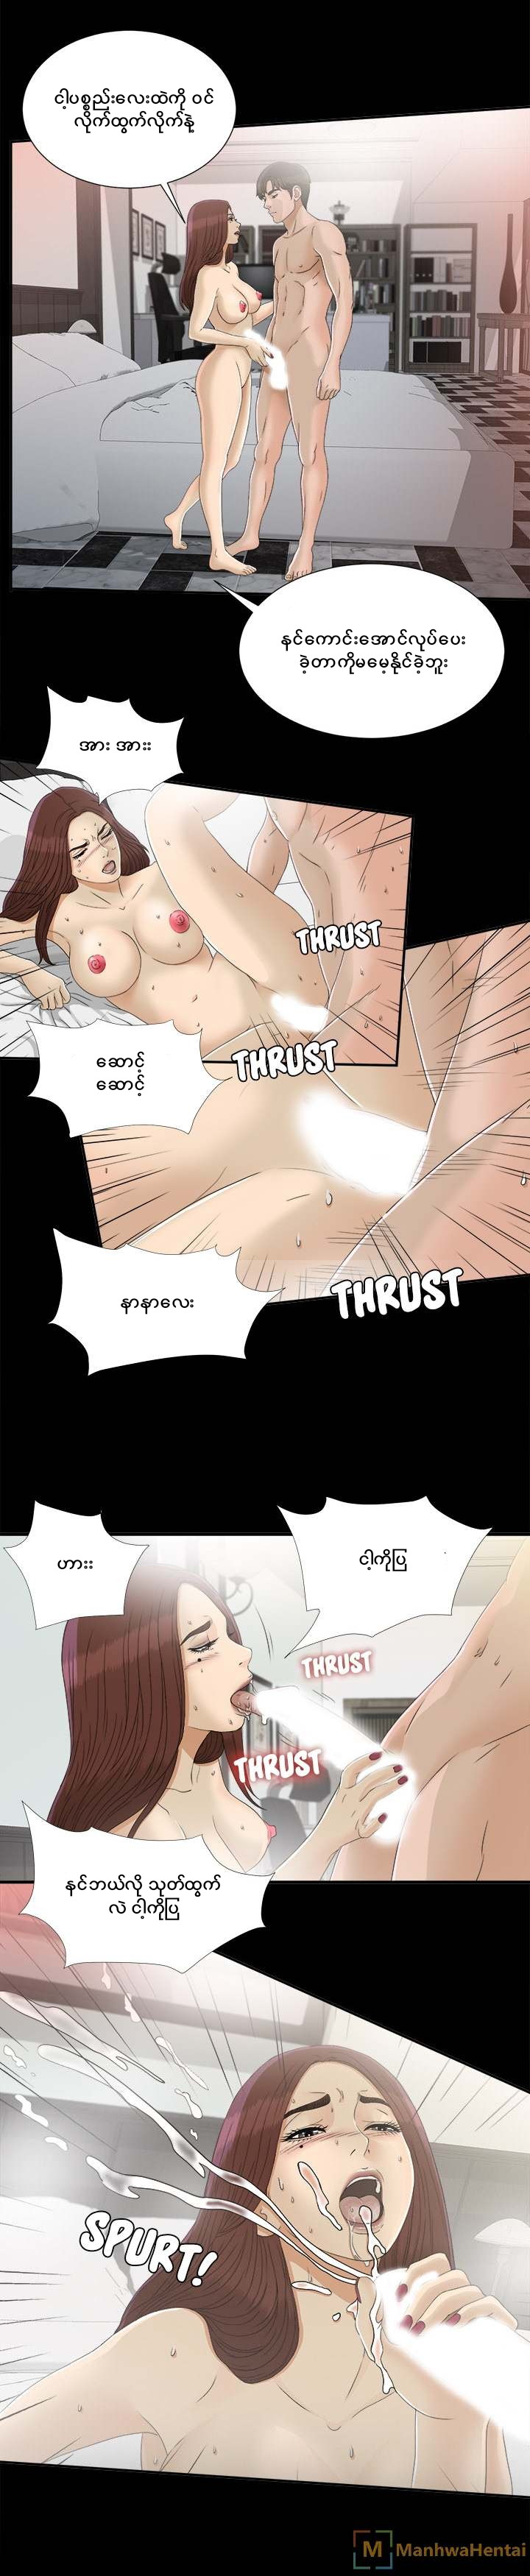 ငါ့ပစ္စည်းလေးထဲကို ဝင်
လိုက်ထွက်လိုက်နဲ့
နင်ကောင်းအောင်လုပ်ပေး
ခဲ့တာကိုမမေ့နိုင်ခဲ့ဘူး
အား အားး
THRUST
ဆောင့်
ဆောင့်
THRUST
နာနာလေး
THRUST
ဟားး
ငါ့ကိုပြ
THRUST
THRUST
နင်ဘယ်လို သုတ်ထွက်
လဲ ငါ့ကိုပြ
SPURT!
M ManhwaHentai